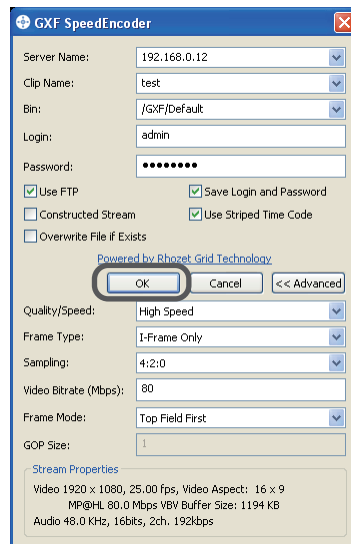 GXF SpeedEncoder
Server Name: 192.168.0.12
Clip Name: test
Bin: /GXF/Default
Login: admin
Password: ●●●●●●●●
Use FTP Save Login and Password
Constructed Stream Use Striped Time Code
Overwrite File if Exists
Powered by Rhozet Grid Technology
OK Cancel << Advanced
Quality/Speed: High Speed
Frame Type: I-Frame Only
Sampling: 4:2:0
Video Bitrate (Mbps): 80
Frame Mode: Top Field First
GOP Size: 1
Stream Properties
Video 1920 x 1080, 25.00 fps, Video Aspect: 16 x 9
MP@HL 80.0 Mbps VBV Buffer Size: 1194 KB
Audio 48.0 KHz, 16bits, 2ch. 192kbps